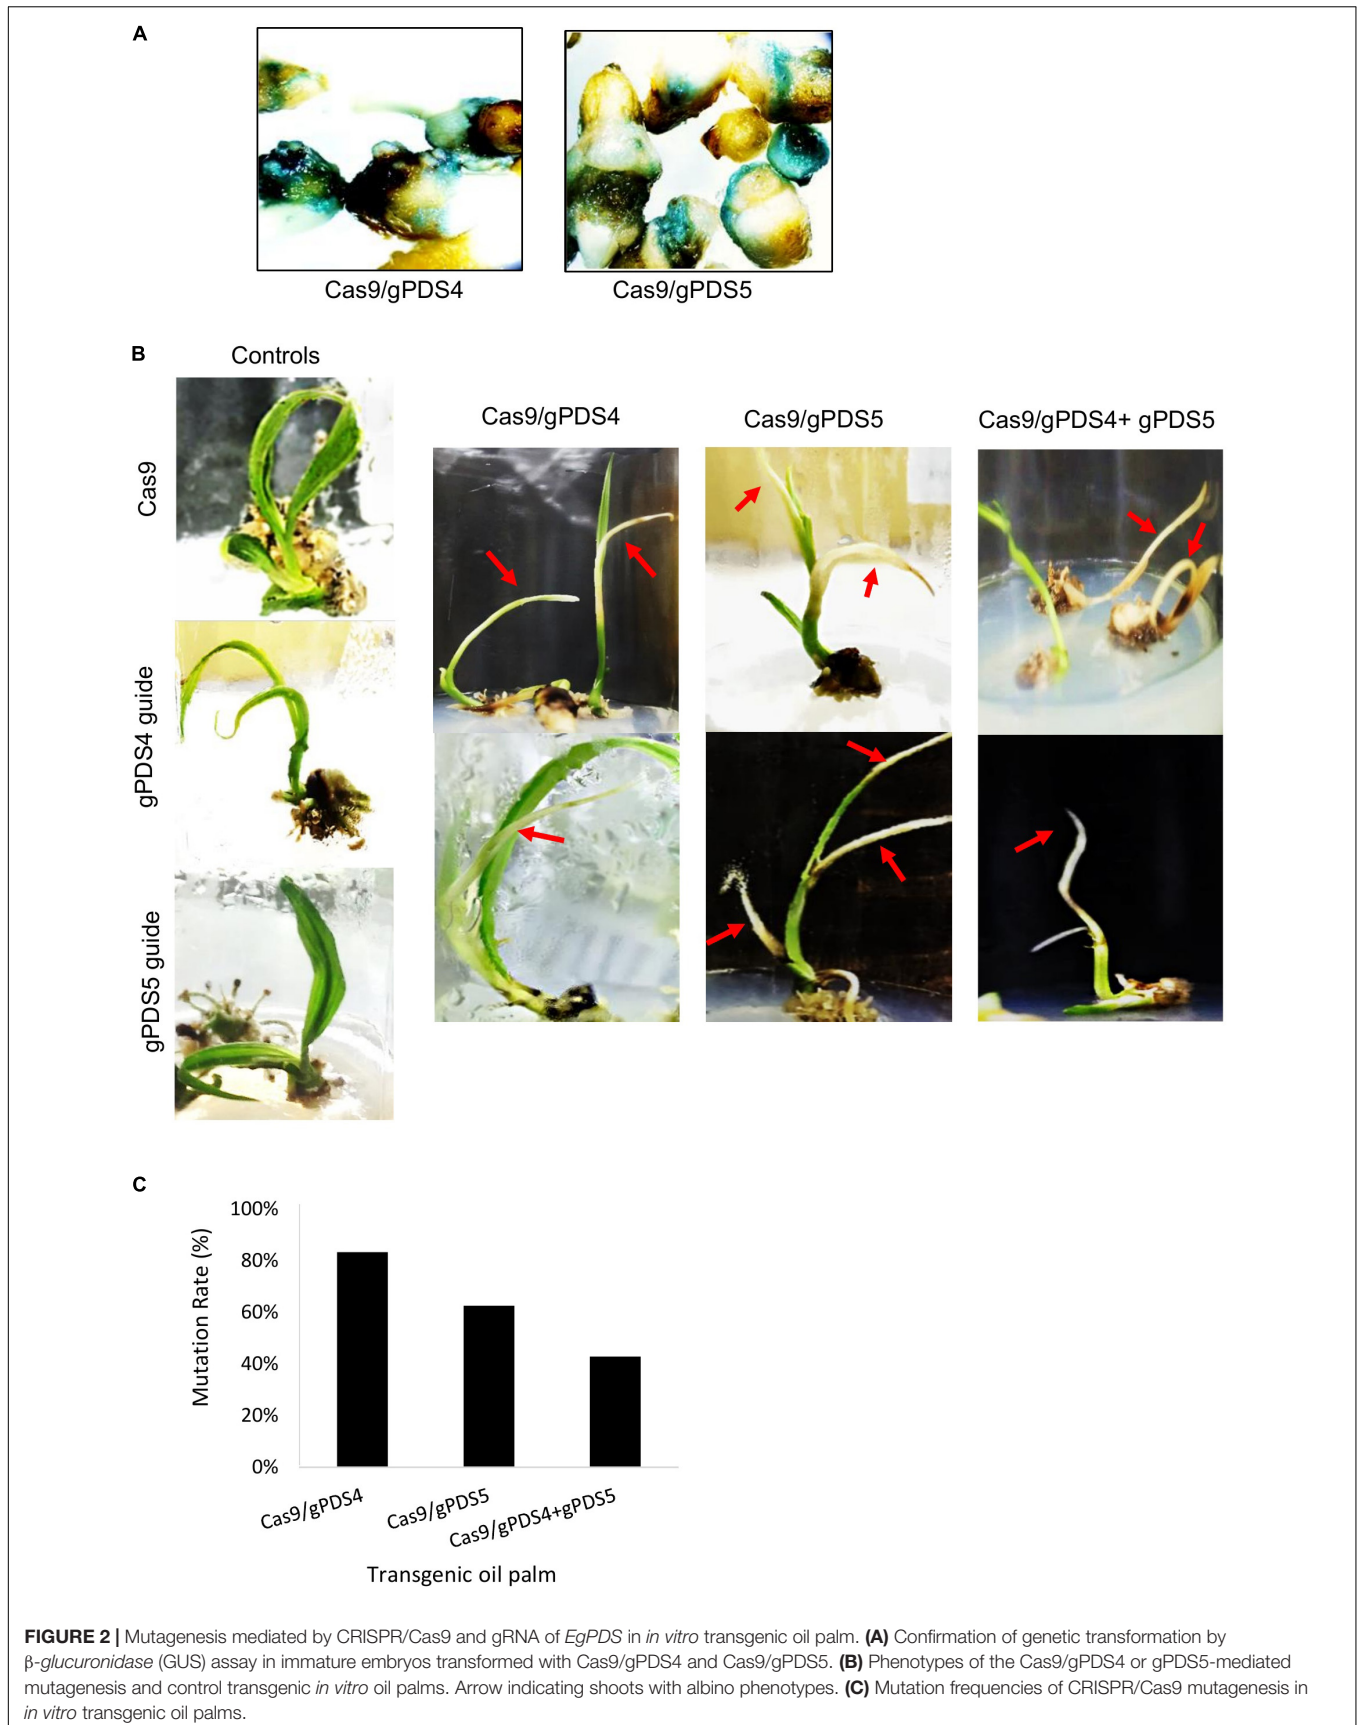 A
Cas9/gPDS4
Cas9/gPDS5
B
Controls
Cas9/gPDS4
Cas9/gPDS5
Cas9/gPDS4+ gPDS5
Cas9
gPDS4 guide
gPDS5 guide
C
100%
80%
60%
40%
20%
0%
Mutation Rate (%)
Cas9/gPDS4
Cas9/gPDS5
Cas9/gPDS4+gPDS5
Transgenic oil palm
FIGURE 2 | Mutagenesis mediated by CRISPR/Cas9 and gRNA of EgPDS in in vitro transgenic oil palm. (A) Confirmation of genetic transformation by
β-glucuronidase (GUS) assay in immature embryos transformed with Cas9/gPDS4 and Cas9/gPDS5. (B) Phenotypes of the Cas9/gPDS4 or gPDS5-mediated
mutagenesis and control transgenic in vitro oil palms. Arrow indicating shoots with albino phenotypes. (C) Mutation frequencies of CRISPR/Cas9 mutagenesis in
in vitro transgenic oil palms.